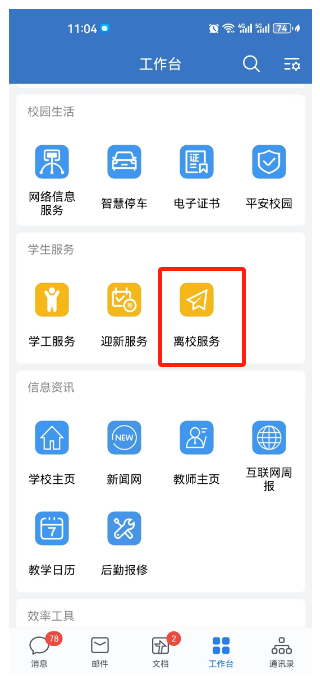 11:04
5G
5G
74
工作台
校园生活
网络信息
服务
智慧停车
证
电子证书
平安校园
学生服务
学工服务
迎新服务
离校服务
信息资讯
学校主页
NEW
新闻网
教师主页
互联网周
报
7
教学日历
后勤报修
效率工具
78
消息
邮件
2
文档
工作台
通讯录